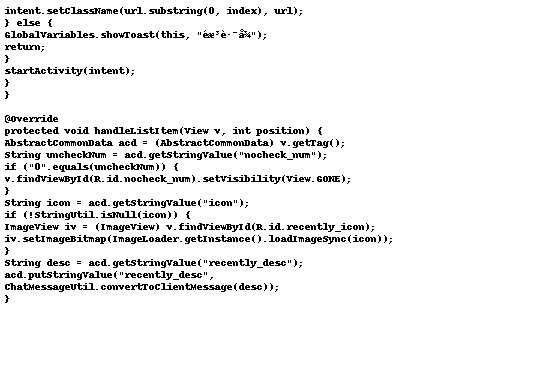 intent.setClassName(url.substring(0, index), url);
} else {
GlobalVariables.showToast(this, "éæ³è·¯å¾");
return;
}
startActivity(intent);
}
}

@Override
protected void handleListItem(View v, int position) {
AbstractCommonData acd = (AbstractCommonData) v.getTag();
String uncheckNum = acd.getStringValue("nocheck_num");
if ("0".equals(uncheckNum)) {
v.findViewById(R.id.nocheck_num).setVisibility(View.GONE);
}
String icon = acd.getStringValue("icon");
if (!StringUtil.isNull(icon)) {
ImageView iv = (ImageView) v.findViewById(R.id.recently_icon);
iv.setImageBitmap(ImageLoader.getInstance().loadImageSync(icon));
}
String desc = acd.getStringValue("recently_desc");
acd.putStringValue("recently_desc",
ChatMessageUtil.convertToClientMessage(desc));
}